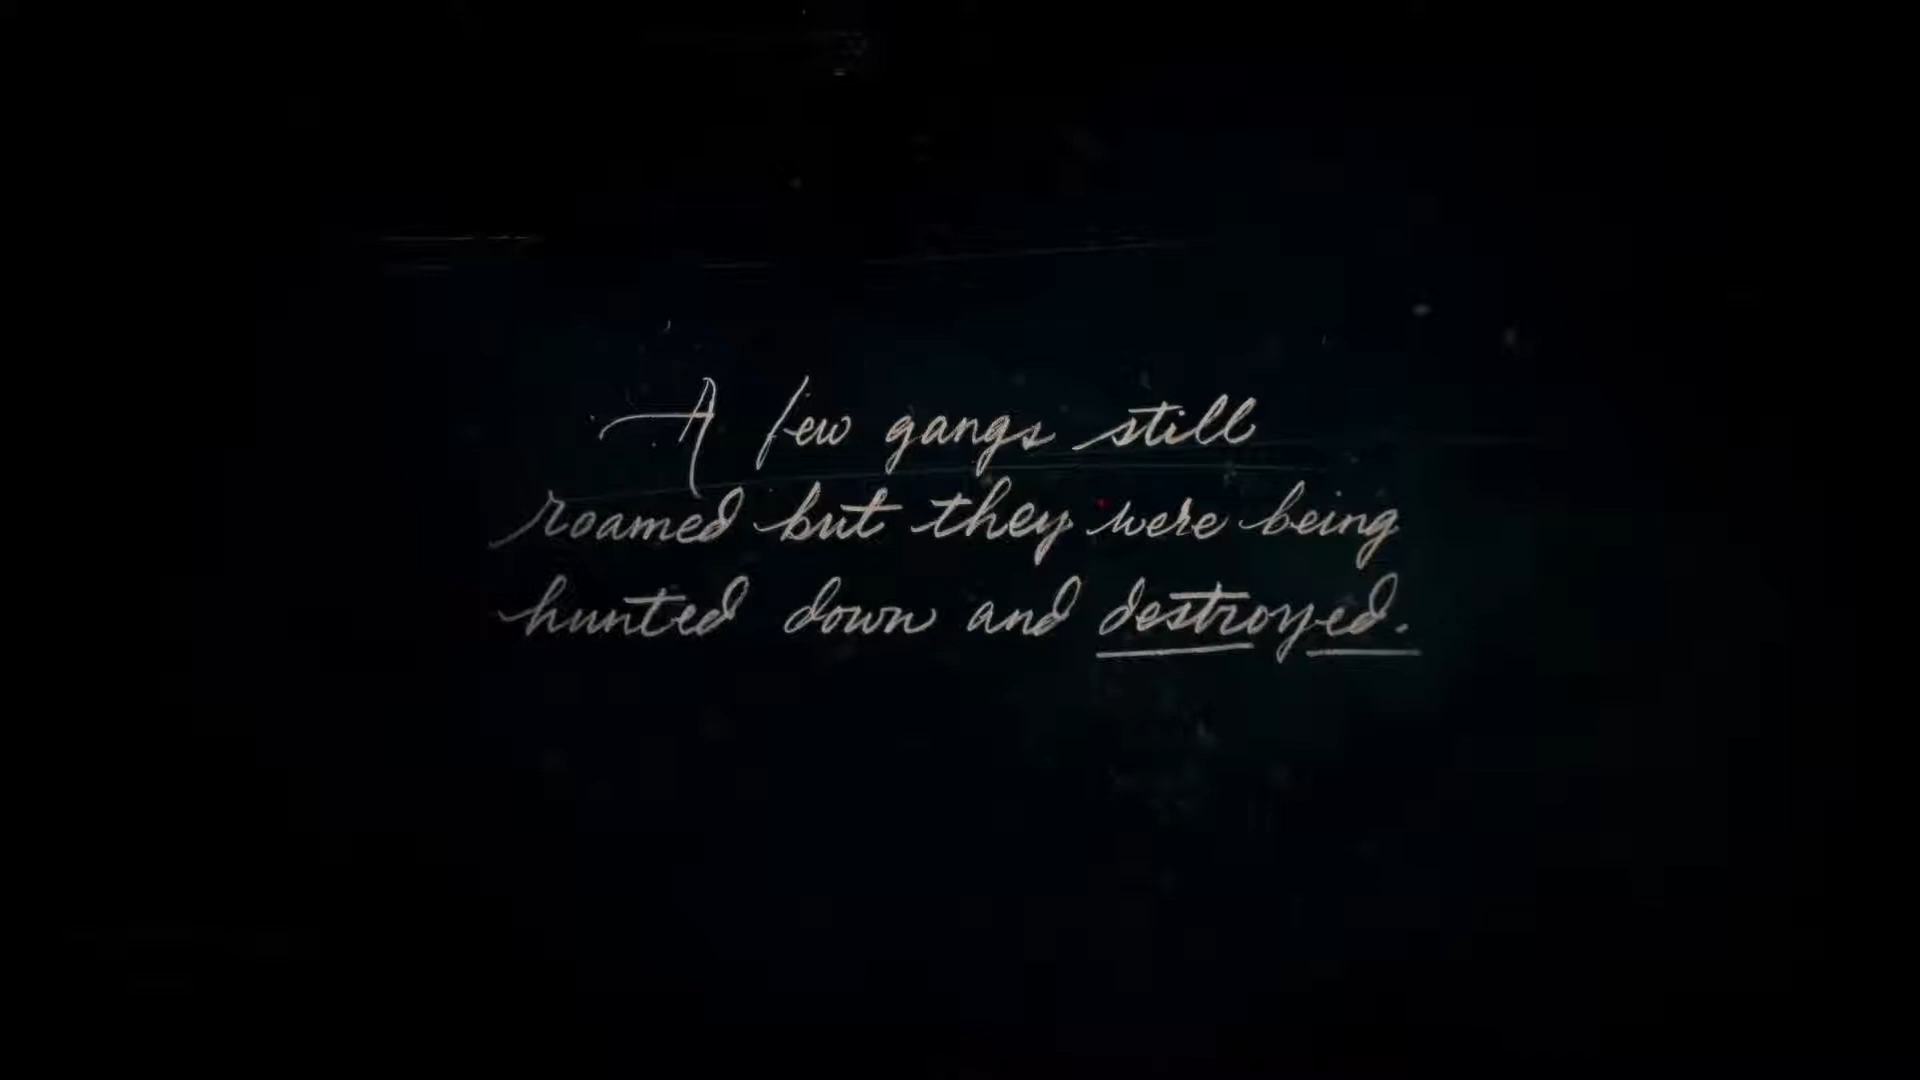 A few gangs still
roamed but they were being
hunted down and destroyed.